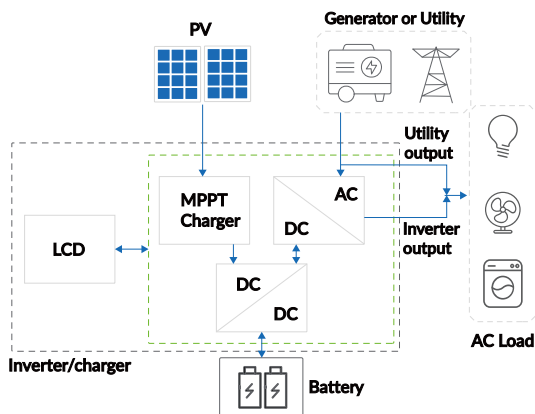 Generator or Utility
PV
Utility
output
MPPT
Charger
AC
DC
Inverter
output
LCD
DC
DC
AC Load
Inverter/charger
Battery